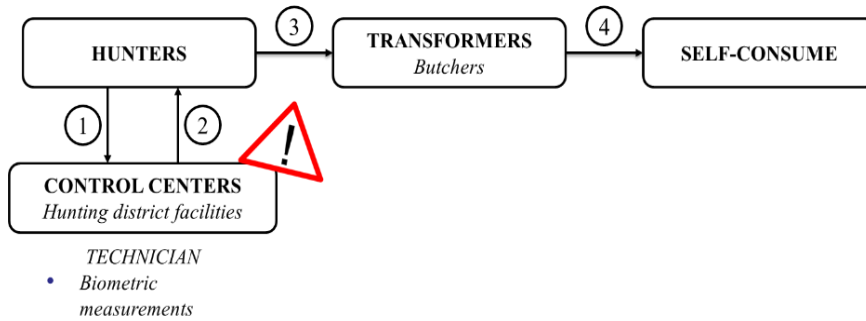 HUNTERS
3
TRANSFORMERS
Butchers
4
SELF-CONSUME
1
2
!
CONTROL CENTERS
Hunting district facilities
TECHNICIAN
• Biometric
measurements